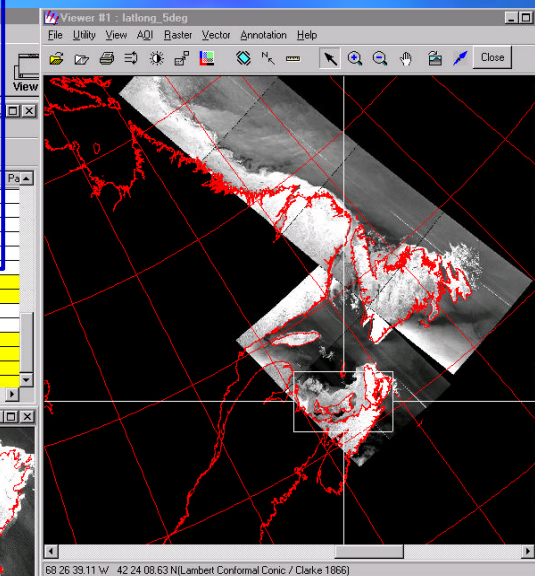 Viewer #1 : latlong_5deg
File Utility View AOI Raster Vector Annotation Help
Close
View
Pa
68 26 39.11 W 42 24 08.63 N(Lambert Conformal Conic / Clarke 1866)